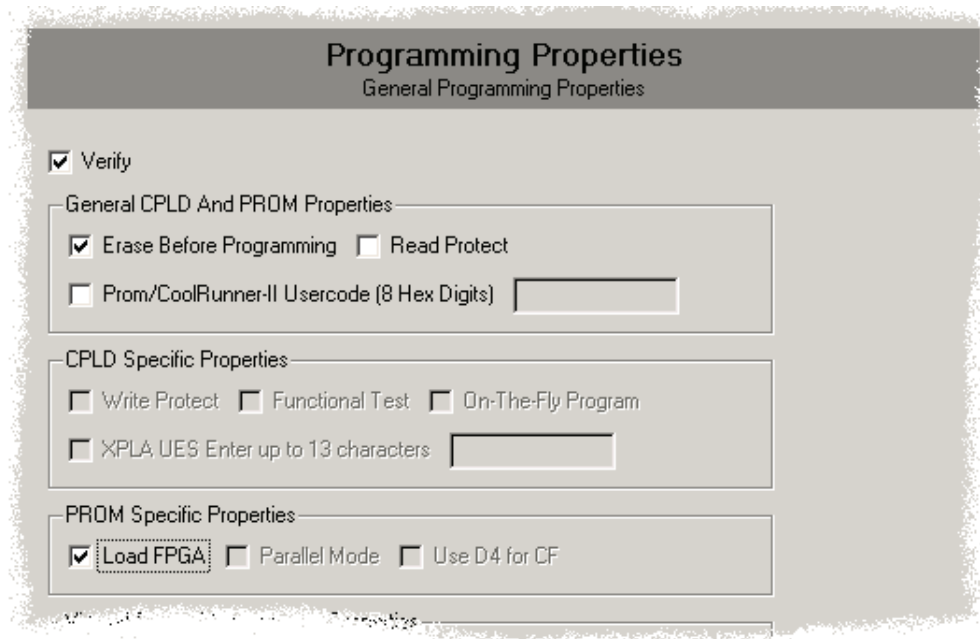 Programming Properties
General Programming Properties
Verify
General CPLD And PROM Properties
Erase Before Programming Read Protect
Prom/CoolRunner-II Usercode (8 Hex Digits)
CPLD Specific Properties
Write Protect Functional Test On-The-Fly Program
XPLA UES Enter up to 13 characters
PROM Specific Properties
Load FPGA Parallel Mode Use D4 for CF